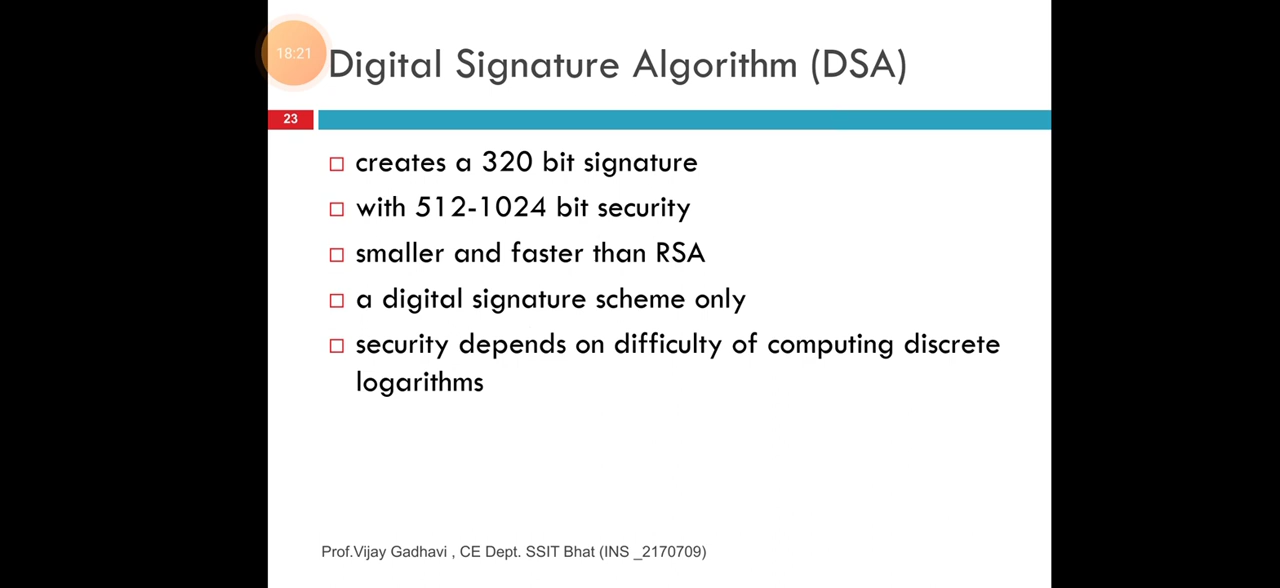 18:21
Digital Signature Algorithm (DSA)
23
creates a 320 bit signature
with 512-1024 bit security
smaller and faster than RSA
a digital signature scheme only
security depends on difficulty of computing discrete
logarithms
Prof.Vijay Gadhavi , CE Dept. SSIT Bhat (INS _2170709)